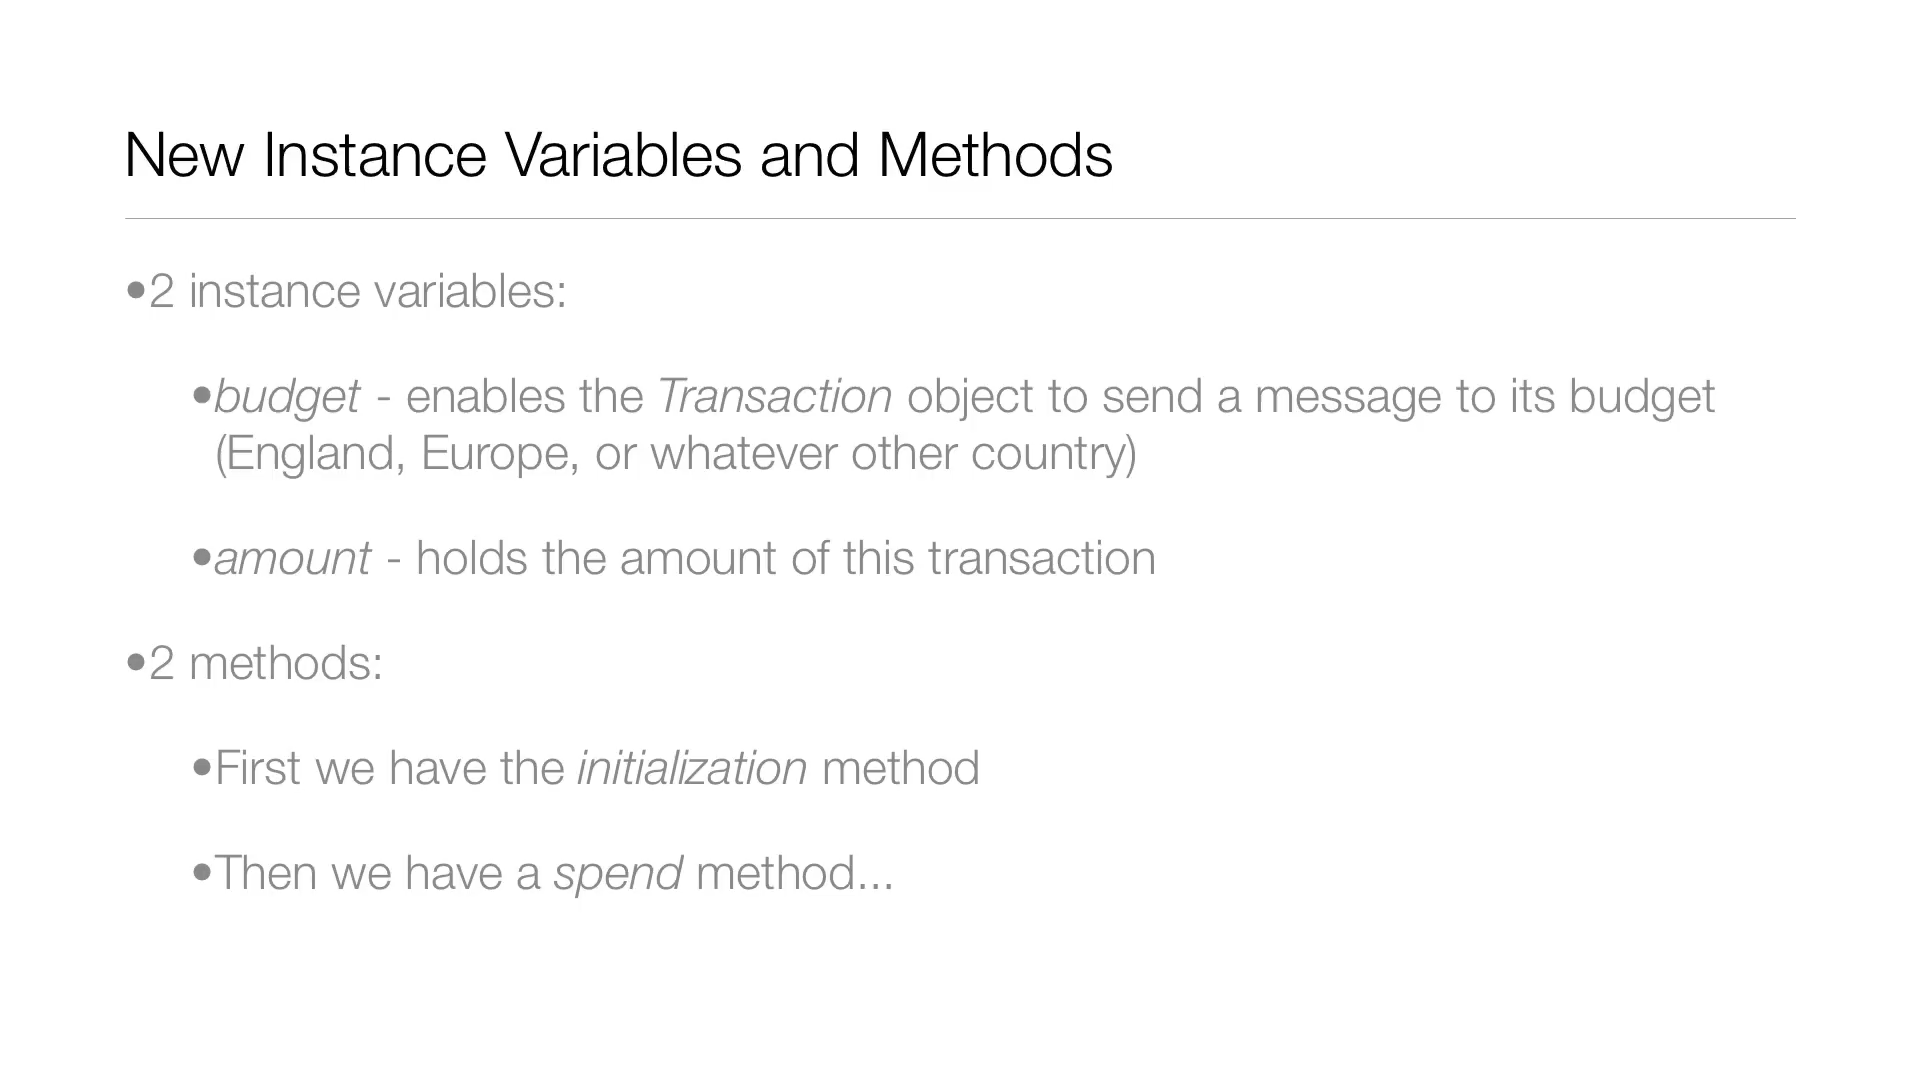 New Instance Variables and Methods
•2 instance variables:
•budget - enables the Transaction object to send a message to its budget
(England, Europe, or whatever other country)
•amount - holds the amount of this transaction
•2 methods:
•First we have the initialization method
•Then we have a spend method...